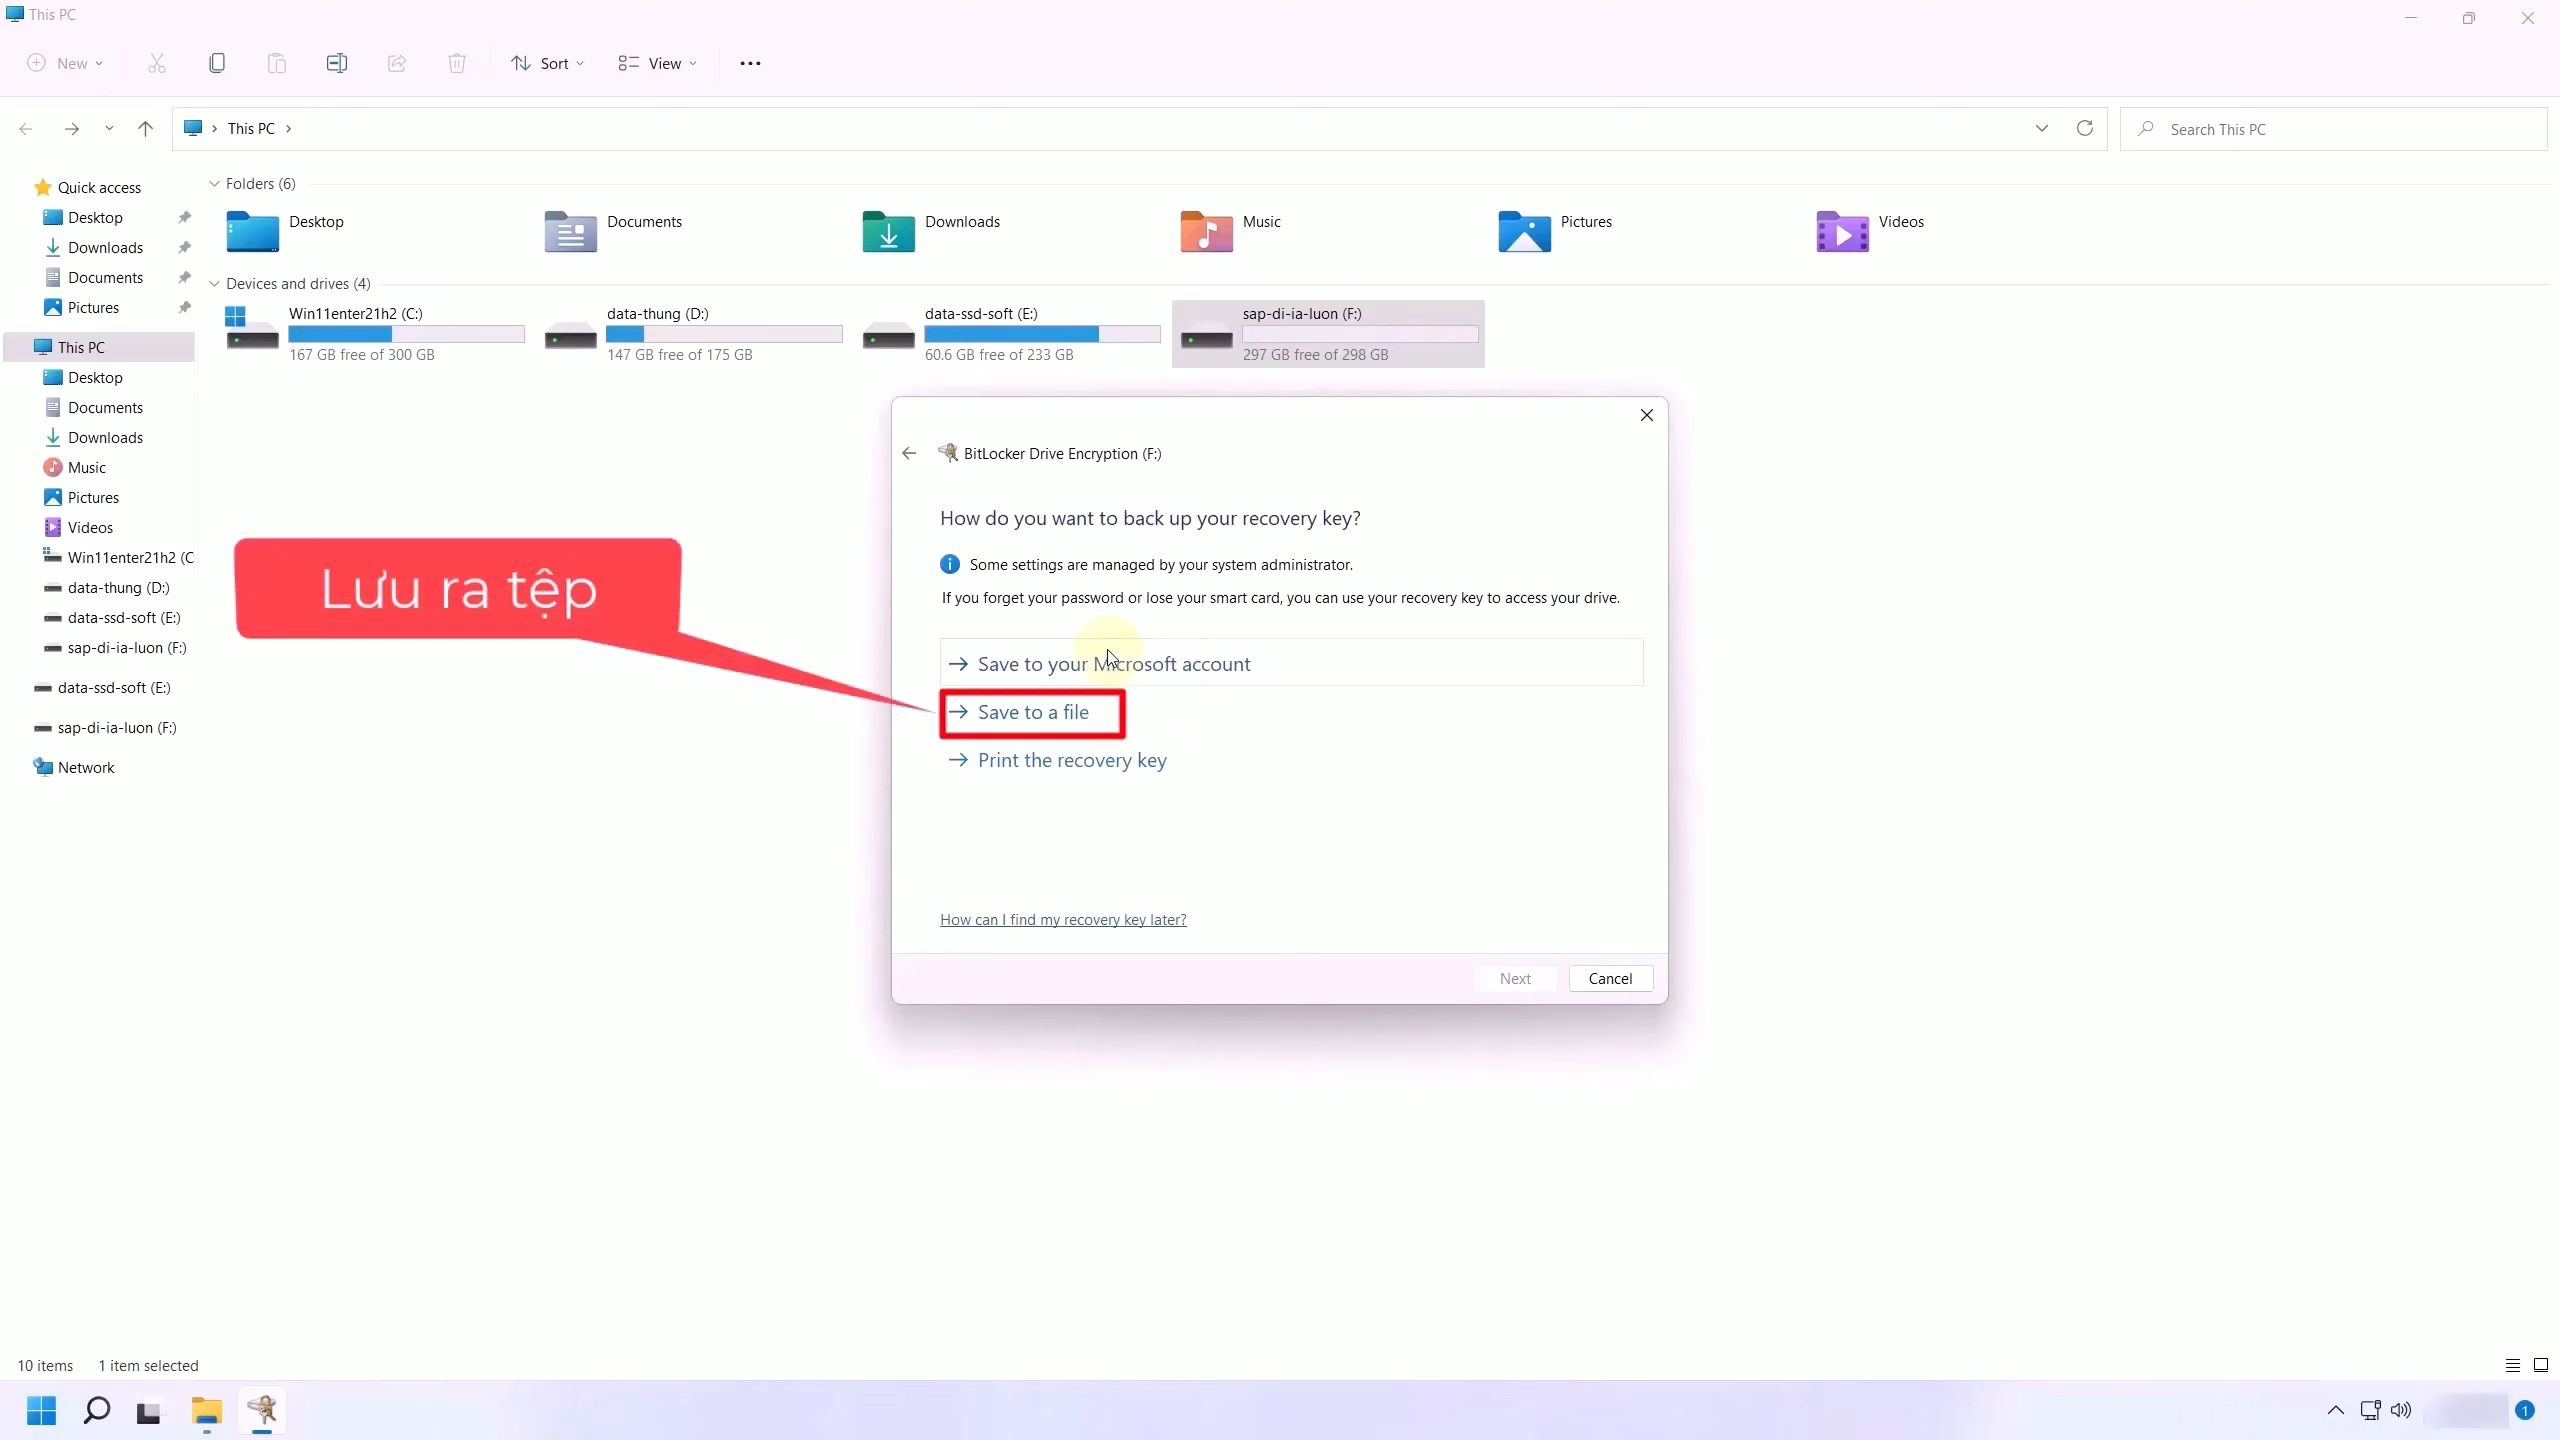 This PC
New
Sort
View
This PC
Search This PC
Quick access
Desktop
Downloads
Documents
Pictures
This PC
Desktop
Documents
Downloads
Music
Pictures
Videos
Win11enter21h2 (C
data-thung (D:)
data-ssd-soft (E:)
sap-di-ia-luon (F:)
data-ssd-soft (E:)
sap-di-ia-luon (F:)
Network
Folders (6)
Desktop
Documents
Downloads
Music
Pictures
Videos
Devices and drives (4)
Win11enter21h2 (C:)
167 GB free of 300 GB
data-thung (D:)
147 GB free of 175 GB
data-ssd-soft (E:)
60.6 GB free of 233 GB
sap-di-ia-luon (F:)
297 GB free of 298 GB
Lưu ra tệp
BitLocker Drive Encryption (F:)
How do you want to back up your recovery key?
Some settings are managed by your system administrator.
If you forget your password or lose your smart card, you can use your recovery key to access your drive.
Save to your Microsoft account
Save to a file
Print the recovery key
How can I find my recovery key later?
Next
Cancel
10 items
1 item selected
1